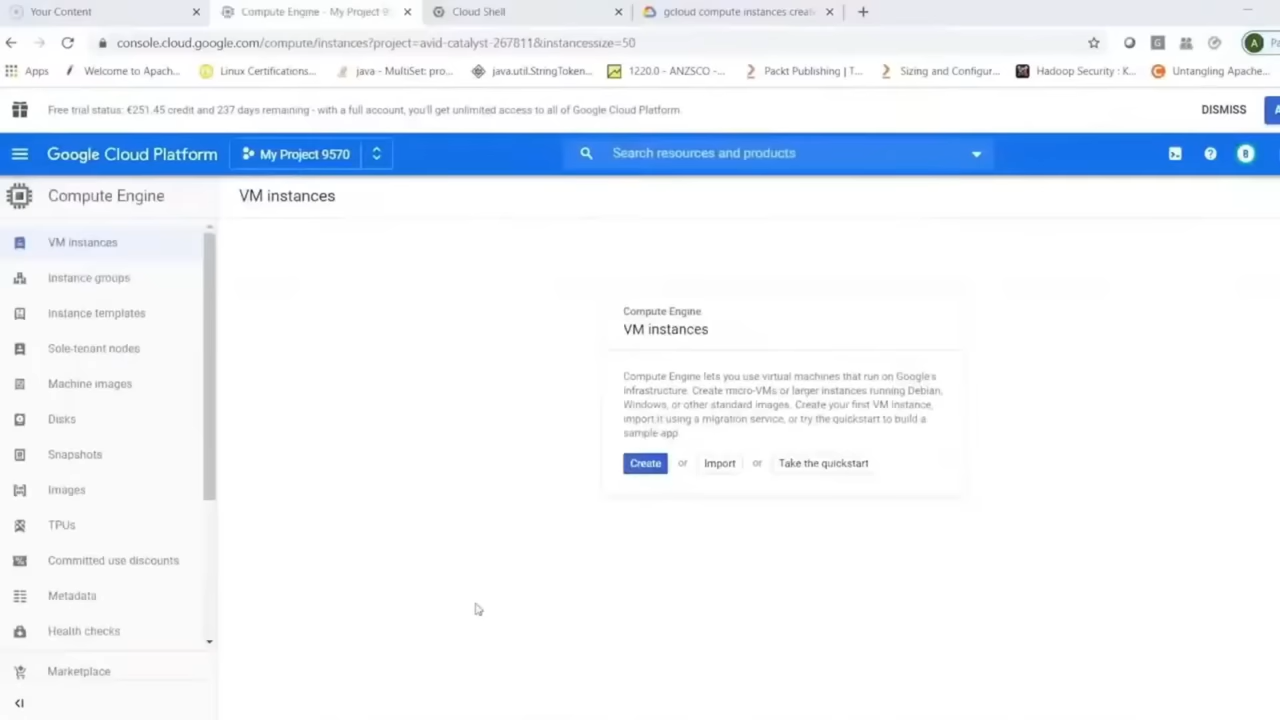 Your Content
Compute Engine - My Project 9
Cloud Shell
gcloud compute instances creat
console.cloud.google.com/compute/instances?project=avid-catalyst-267811&instancessize=50
A
Apps
Welcome to Apach...
Linux Certifications...
java - MultiSet: pro...
java.util.StringToken...
1220.0 - ANZSCO -...
Packt Publishing | T...
Sizing and Configur...
Hadoop Security : K...
Untangling Apache...
Free trial status: €251.45 credit and 237 days remaining - with a full account, you'll get unlimited access to all of Google Cloud Platform.
DISMISS
Google Cloud Platform
My Project 9570
Search resources and products
Compute Engine
VM instances
VM instances
Instance groups
Instance templates
Sole-tenant nodes
Machine images
Disks
Snapshots
Images
TPUs
Committed use discounts
Metadata
Health checks
Marketplace
Compute Engine
VM instances
Compute Engine lets you use virtual machines that run on Google's
infrastructure. Create micro-VMs or larger instances running Debian,
Windows, or other standard images. Create your first VM instance,
import it using a migration service, or try the quickstart to build a
sample app
Create or Import or Take the quickstart